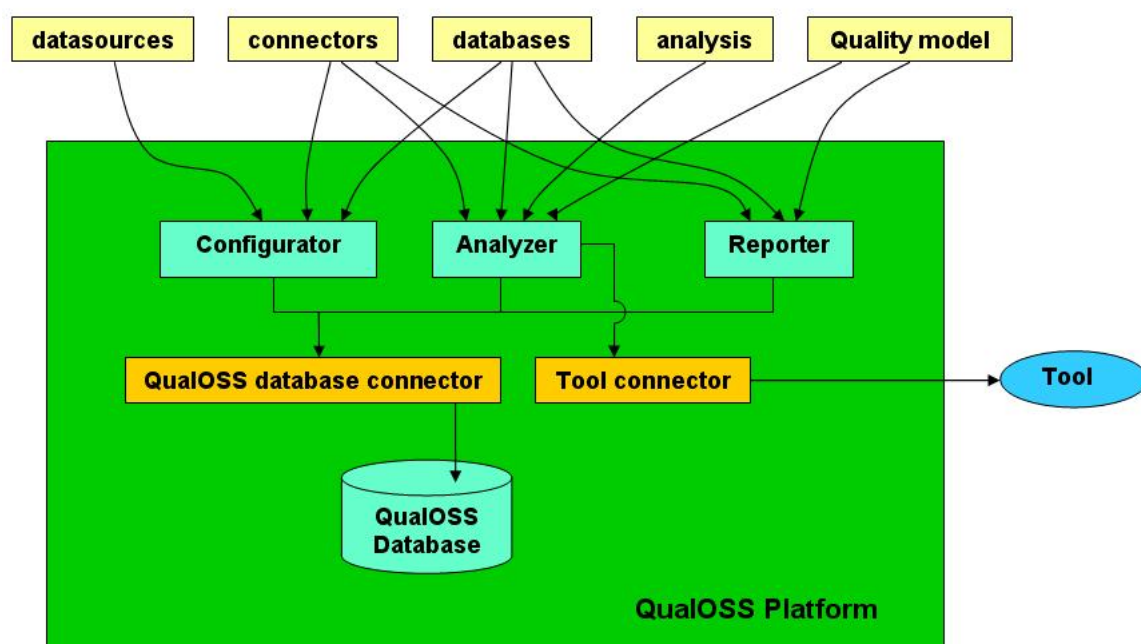 datasources
connectors
databases
analysis
Quality model
Configurator
Analyzer
Reporter
QualOSS database connector
Tool connector
Tool
QualOSS
Database
QualOSS Platform